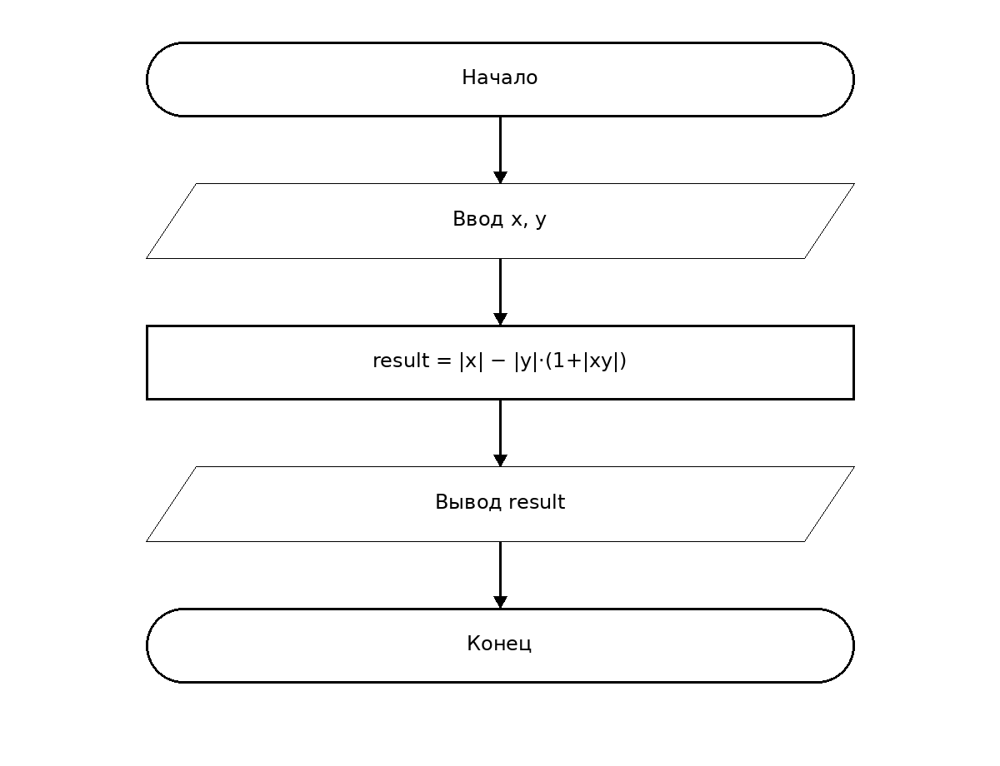 Начало
Ввод x, y
result = |x| − |y|·(1+|xy|)
Вывод result
Конец